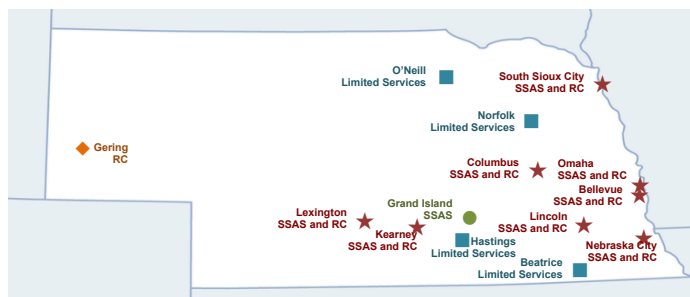 O'Neill
Limited Services
South Sioux City
SSAS and RC
Norfolk
Limited Services
Gering
RC
Columbus
SSAS and RC
Omaha
SSAS and RC
Bellevue
SSAS and RC
Grand Island
SSAS
Lexington
SSAS and RC
Kearney
SSAS and RC
Lincoln
SSAS and RC
Hastings
Limited Services
Nebraska City
SSAS and RC
Beatrice
Limited Services